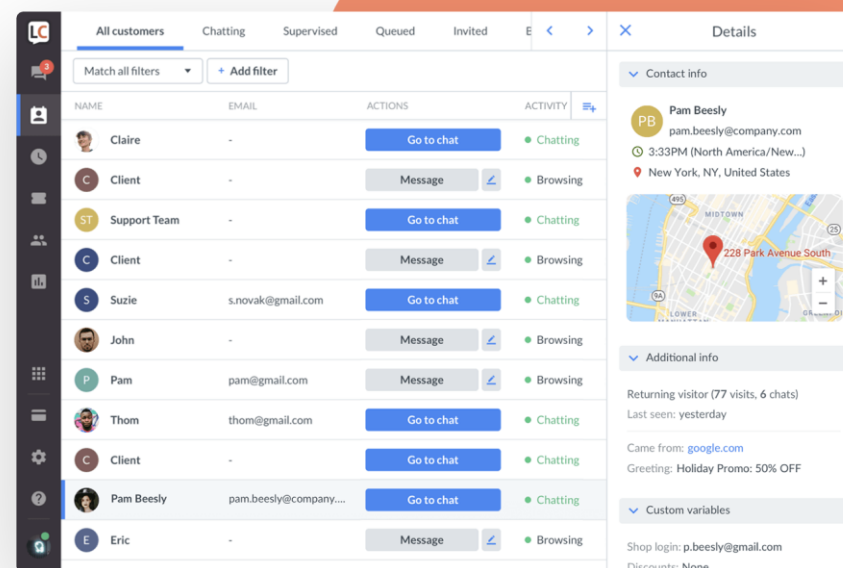 LC
All customers Chatting Supervised Queued Invited
Details
3
Match all filters + Add filter
Contact info
NAME EMAIL ACTIONS ACTIVITY
PB Pam Beesly
pam.beesly@company.com
3:33PM (North America/New...)
New York, NY, United States
Claire - Go to chat Chatting
C Client - Message Browsing
ST Support Team - Go to chat Chatting
C Client - Message Browsing
S Suzie s.novak@gmail.com Go to chat Chatting
John - Message Browsing
P Pam pam@gmail.com Message Browsing
Thom thom@gmail.com Go to chat Chatting
C Client - Go to chat Chatting
Pam Beesly pam.beesly@company.... Go to chat Chatting
E Eric - Message Browsing
495
MIDTOWN
25
228 Park Avenue South
+
9A
−
LOWER
Additional info
Returning visitor (77 visits, 6 chats)
Last seen: yesterday
Came from: google.com
Greeting: Holiday Promo: 50% OFF
Custom variables
Shop login: p.beesly@gmail.com
Discounts: None